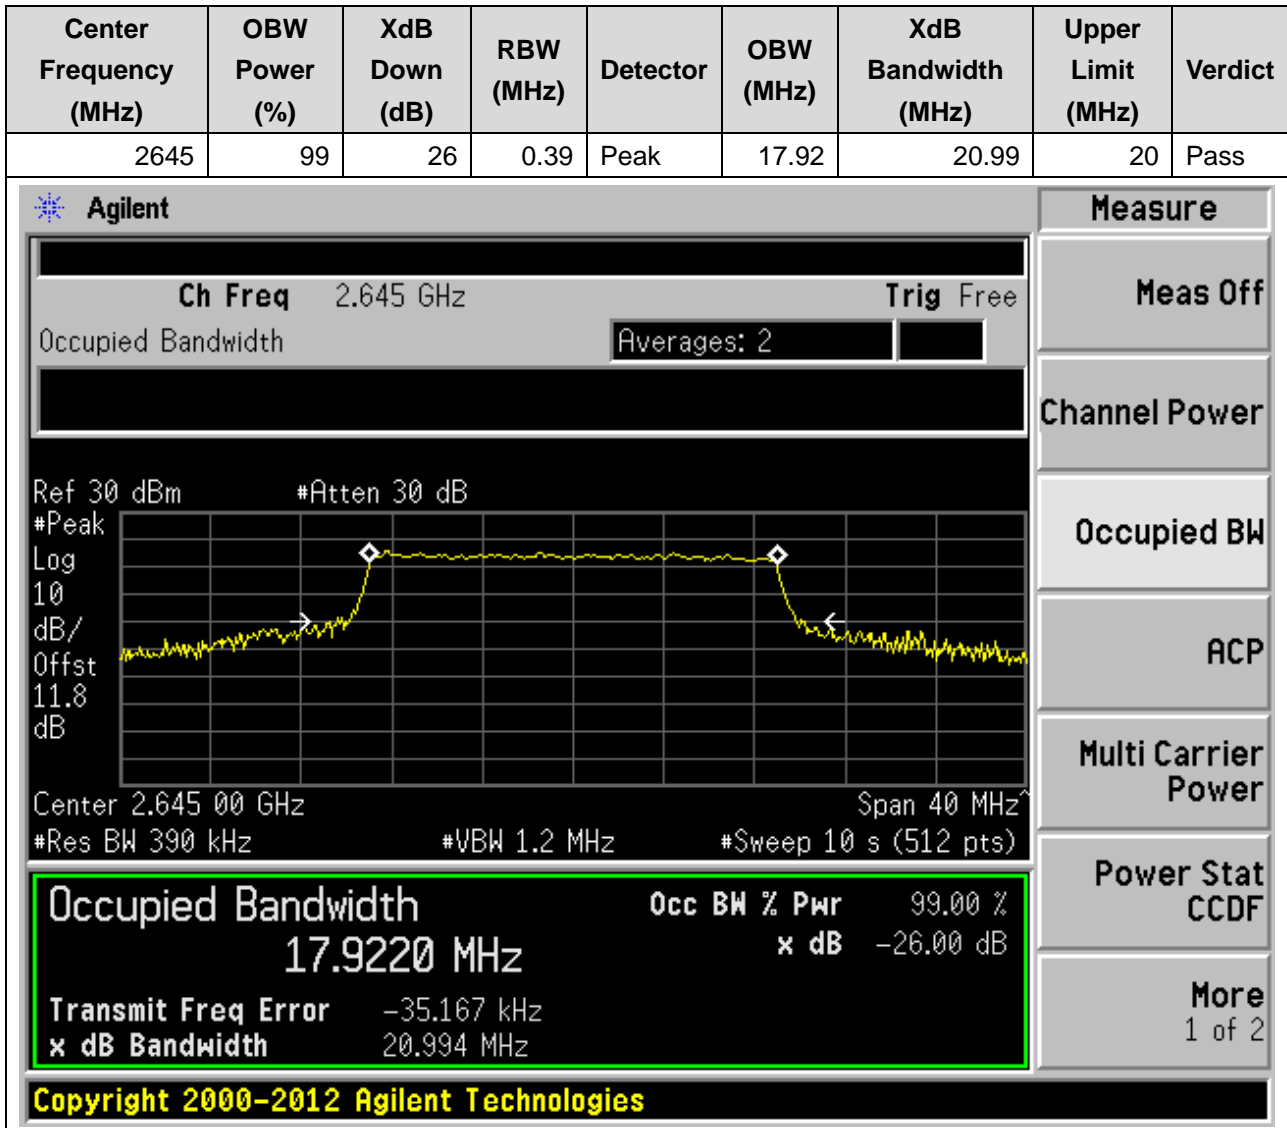 Center Frequency (MHz) OBW Power (%) XdB Down (dB) RBW (MHz) Detector OBW (MHz) XdB Bandwidth (MHz) Upper Limit (MHz) Verdict
2645 99 26 0.39 Peak 17.92 20.99 20 Pass
Agilent
Measure
Ch Freq 2.645 GHz Trig Free
Occupied Bandwidth Averages: 2
Meas Off
Channel Power
Occupied BW
ACP
Multi Carrier
Power
Power Stat
CCDF
More
1 of 2
Ref 30 dBm #Atten 30 dB
#Peak
Log
10
dB/
Offst
11.8
dB
Center 2.645 00 GHz Span 40 MHz^
#Res BW 390 kHz #VBW 1.2 MHz #Sweep 10 s (512 pts)
Occupied Bandwidth Occ BW % Pwr 99.00 %
17.9220 MHz x dB -26.00 dB
Transmit Freq Error -35.167 kHz
x dB Bandwidth 20.994 MHz
Copyright 2000-2012 Agilent Technologies